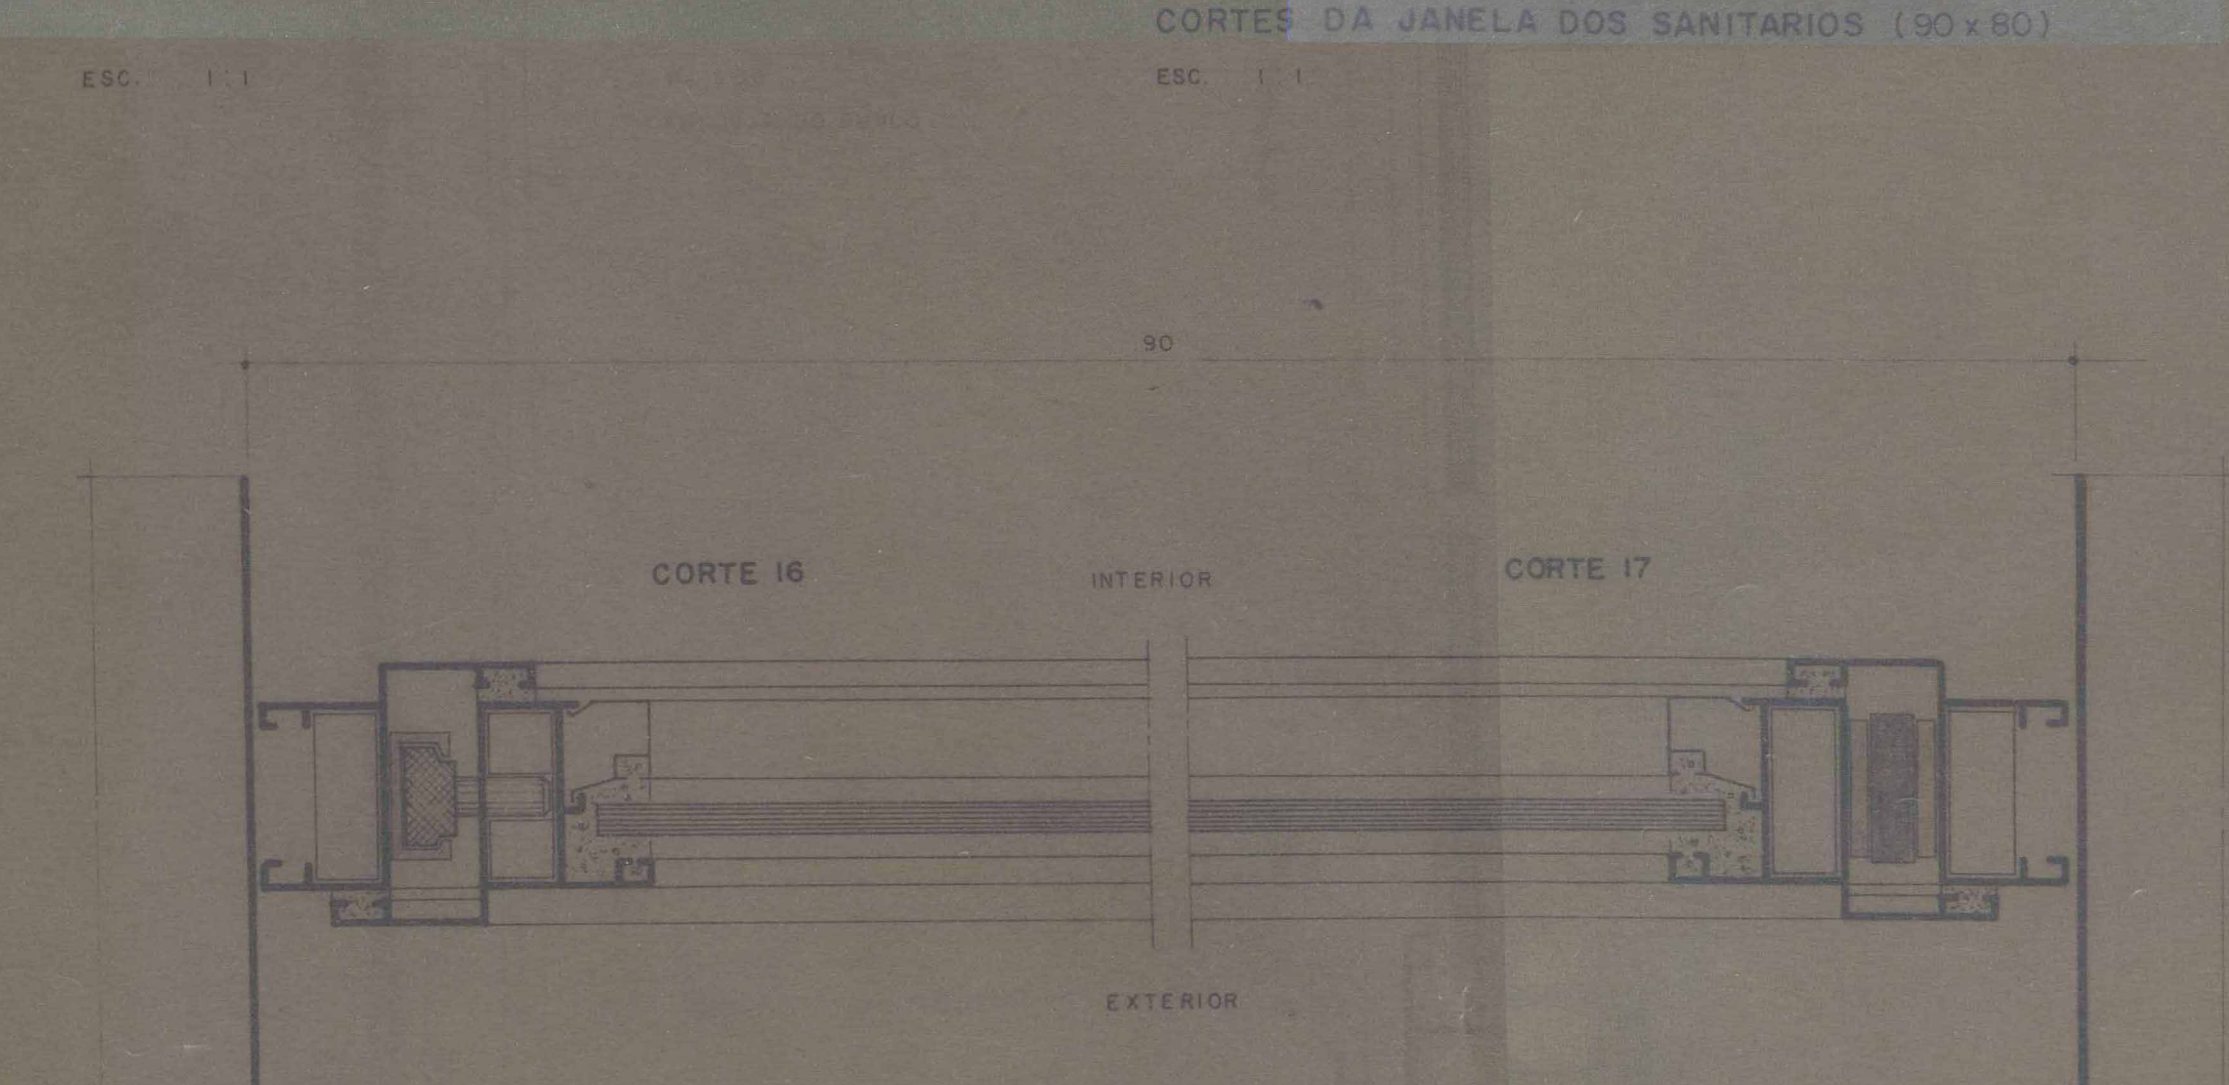 CORTES DA JANELA DOS SANITARIOS (90 x 80)
ESC. 1:1
ESC. 1:1
.90
CORTE 16
INTERIOR
CORTE 17
EXTERIOR